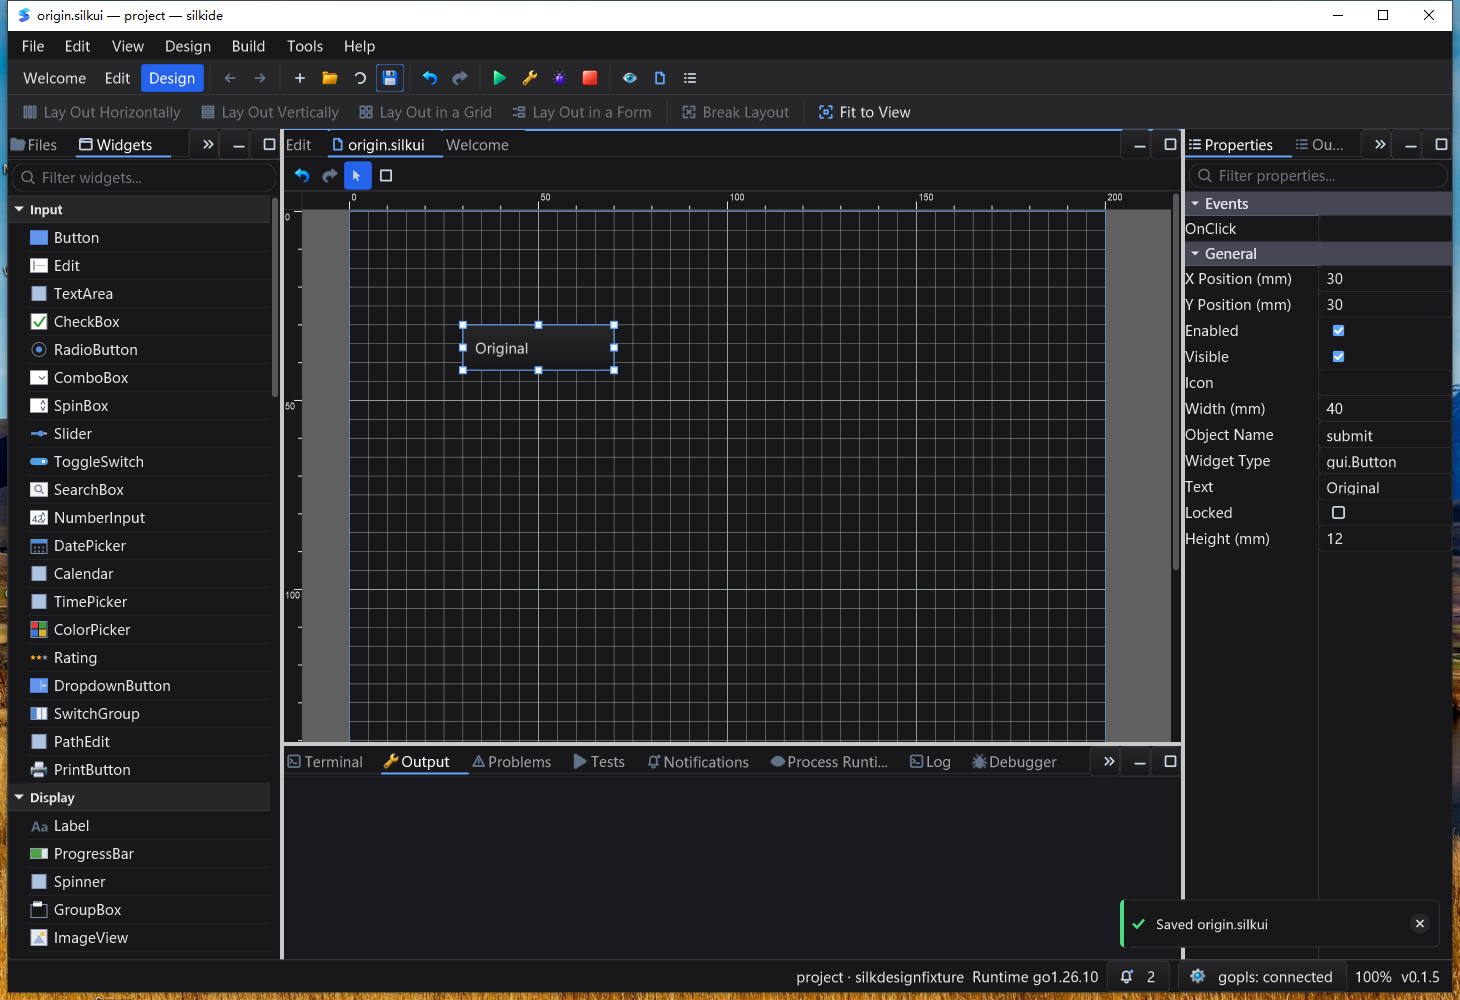 origin.silkui — project — silkide
File Edit View Design Build Tools Help
Welcome Edit Design
Lay Out Horizontally Lay Out Vertically Lay Out in a Grid Lay Out in a Form Break Layout Fit to View
Files Widgets
Filter widgets...
Input
Button
Edit
TextArea
CheckBox
RadioButton
ComboBox
SpinBox
Slider
ToggleSwitch
SearchBox
NumberInput
DatePicker
Calendar
TimePicker
ColorPicker
Rating
DropdownButton
SwitchGroup
PathEdit
PrintButton
Display
Aa Label
ProgressBar
Spinner
GroupBox
ImageView
Edit origin.silkui Welcome
0 50 100 150 200
0
50
100
Original
Terminal Output Problems Tests Notifications Process Runti... Log Debugger
Properties Ou...
Filter properties...
Events
OnClick
General
X Position (mm) 30
Y Position (mm) 30
Enabled
Visible
Icon
Width (mm) 40
Object Name submit
Widget Type gui.Button
Text Original
Locked
Height (mm) 12
Saved origin.silkui
project · silkdesignfixture Runtime go1.26.10 2 gopls: connected 100% v0.1.5